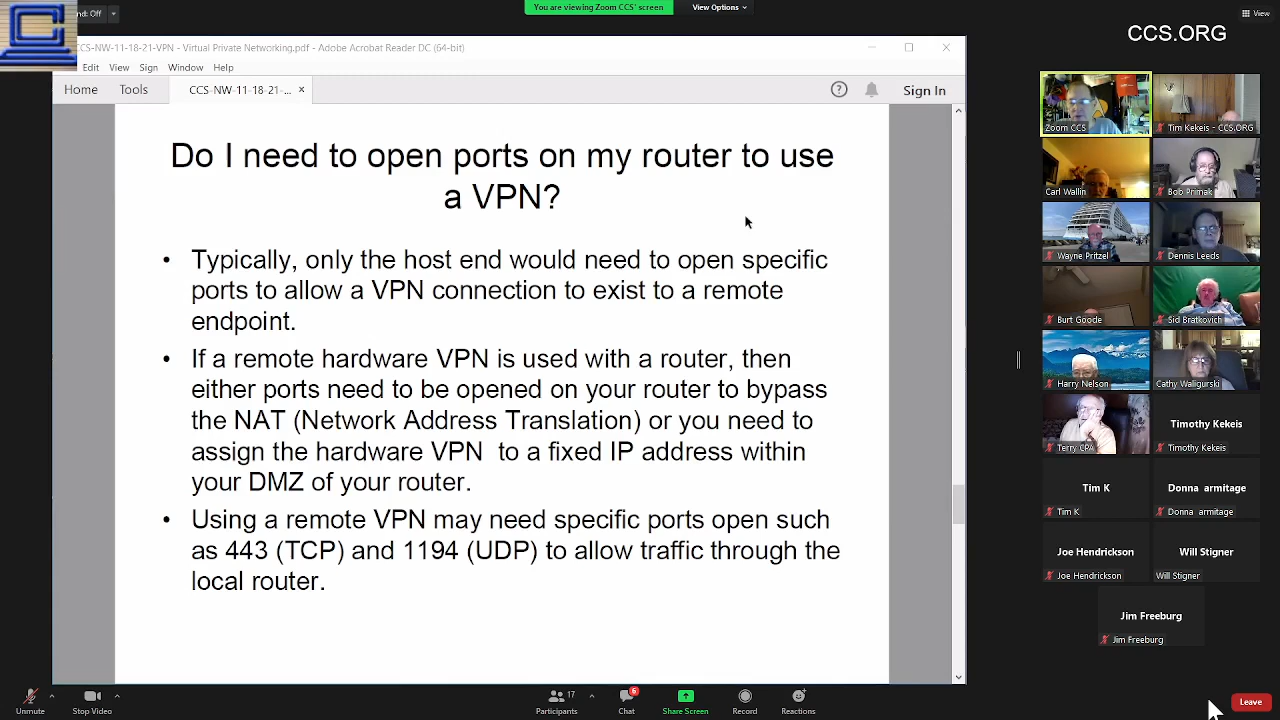 nd: Off
You are viewing Zoom CCS' screen
View Options
View
CCS.ORG
CCS-NW-11-18-21-VPN - Virtual Private Networking.pdf - Adobe Acrobat Reader DC (64-bit)
Edit View Sign Window Help
Home Tools CCS-NW-11-18-21-... × Sign In
Do I need to open ports on my router to use
a VPN?
• Typically, only the host end would need to open specific
ports to allow a VPN connection to exist to a remote
endpoint.
• If a remote hardware VPN is used with a router, then
either ports need to be opened on your router to bypass
the NAT (Network Address Translation) or you need to
assign the hardware VPN to a fixed IP address within
your DMZ of your router.
• Using a remote VPN may need specific ports open such
as 443 (TCP) and 1194 (UDP) to allow traffic through the
local router.
Zoom CCS
Tim Kekeis - CCS.ORG
Carl Wallin
Bob Primak
Wayne Pritzel
Dennis Leeds
Burt Goode
Sid Bratkovich
Harry Nelson
Cathy Waligurski
Terry CPA
Timothy Kekeis
Timothy Kekeis
Tim K
Tim K
Donna armitage
Donna armitage
Joe Hendrickson
Joe Hendrickson
Will Stigner
Will Stigner
Jim Freeburg
Jim Freeburg
Unmute
Stop Video
17
Participants
6
Chat
Share Screen
Record
Reactions
Leave